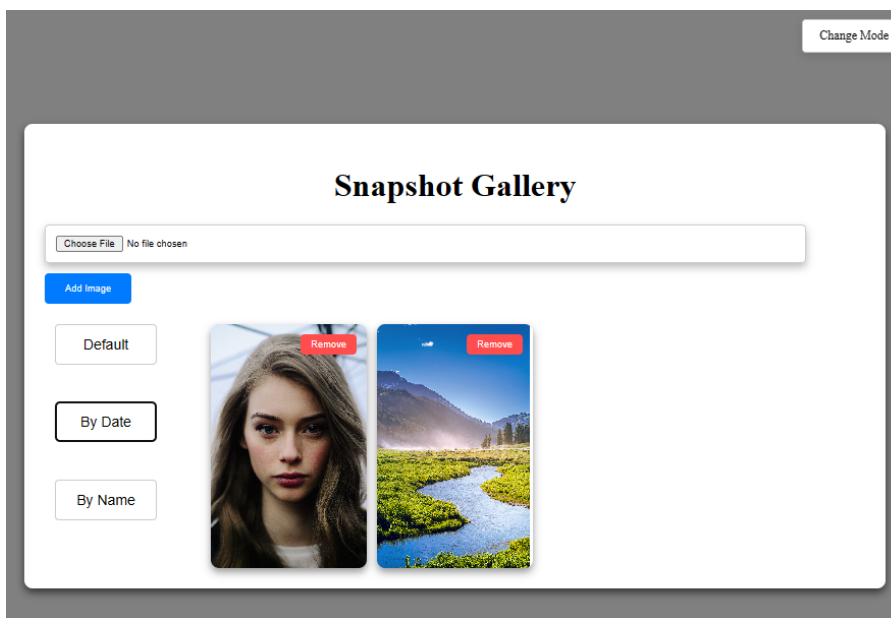 Change Mode
Snapshot Gallery
Choose File No file chosen
Add Image
Default
Remove
Remove
By Date
By Name